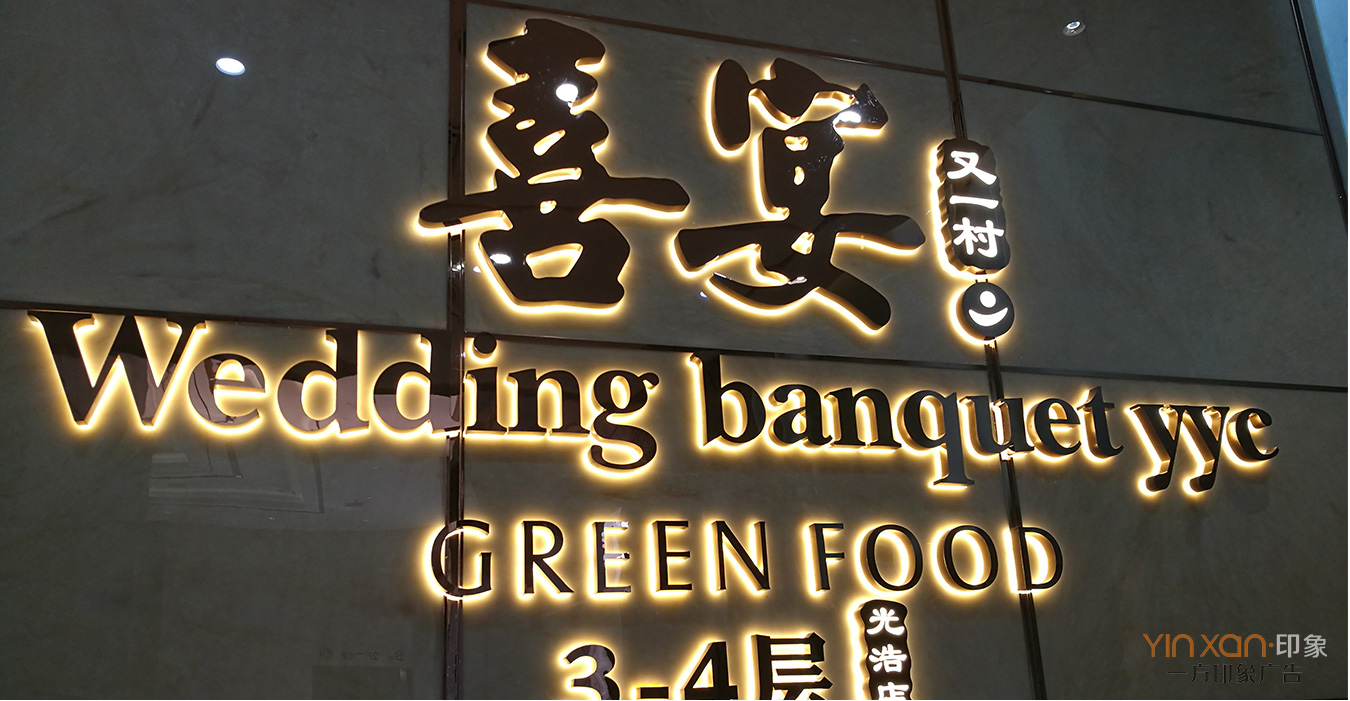 喜宴
又一村
Wedding banquet yyc
GREEN FOOD
3-4层
光浩店
yinxan·印象
一方印象广告